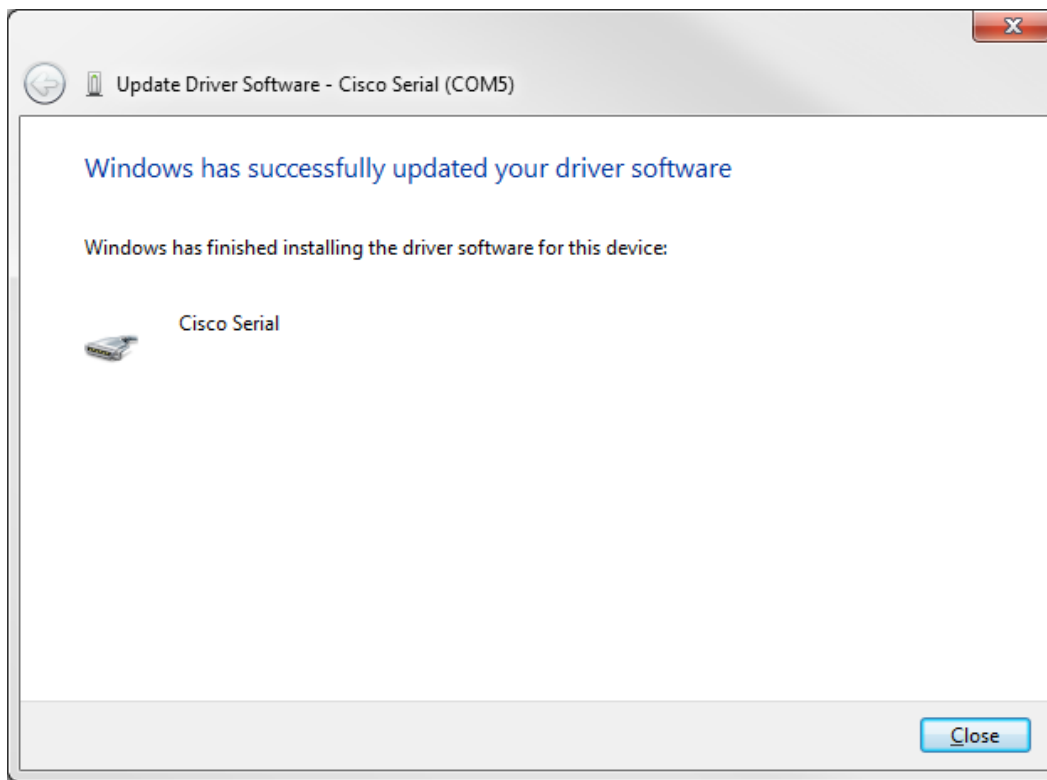 Update Driver Software - Cisco Serial (COM5)
Windows has successfully updated your driver software
Windows has finished installing the driver software for this device:
Cisco Serial
Close